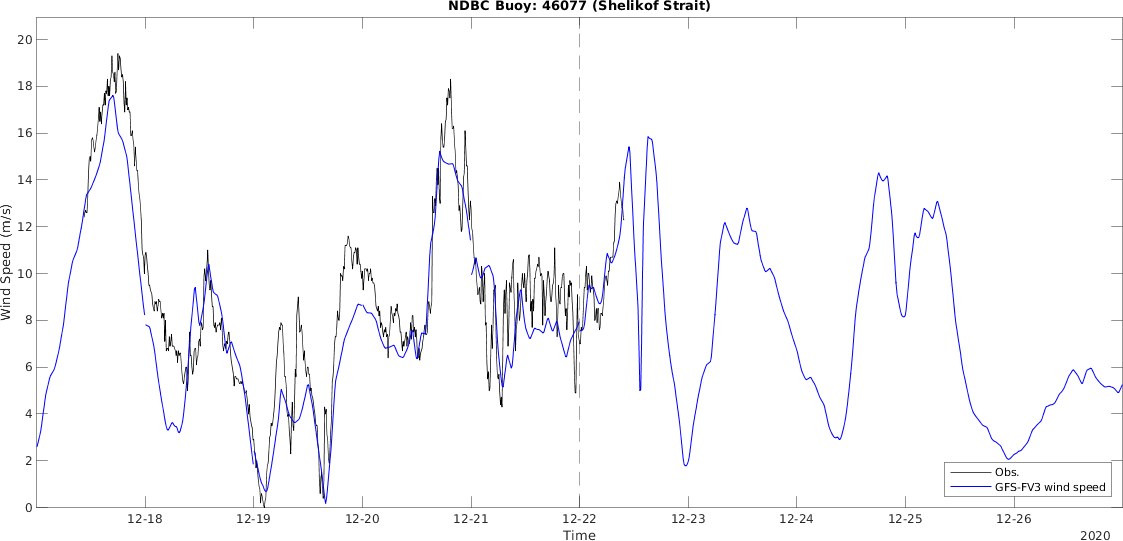 NDBC Buoy: 46077 (Shelikof Strait)
20
18
16
14
12
10
8
6
4
2
0
Wind Speed (m/s)
Obs.
GFS-FV3 wind speed
12-18 12-19 12-20 12-21 12-22 12-23 12-24 12-25 12-26
Time
2020